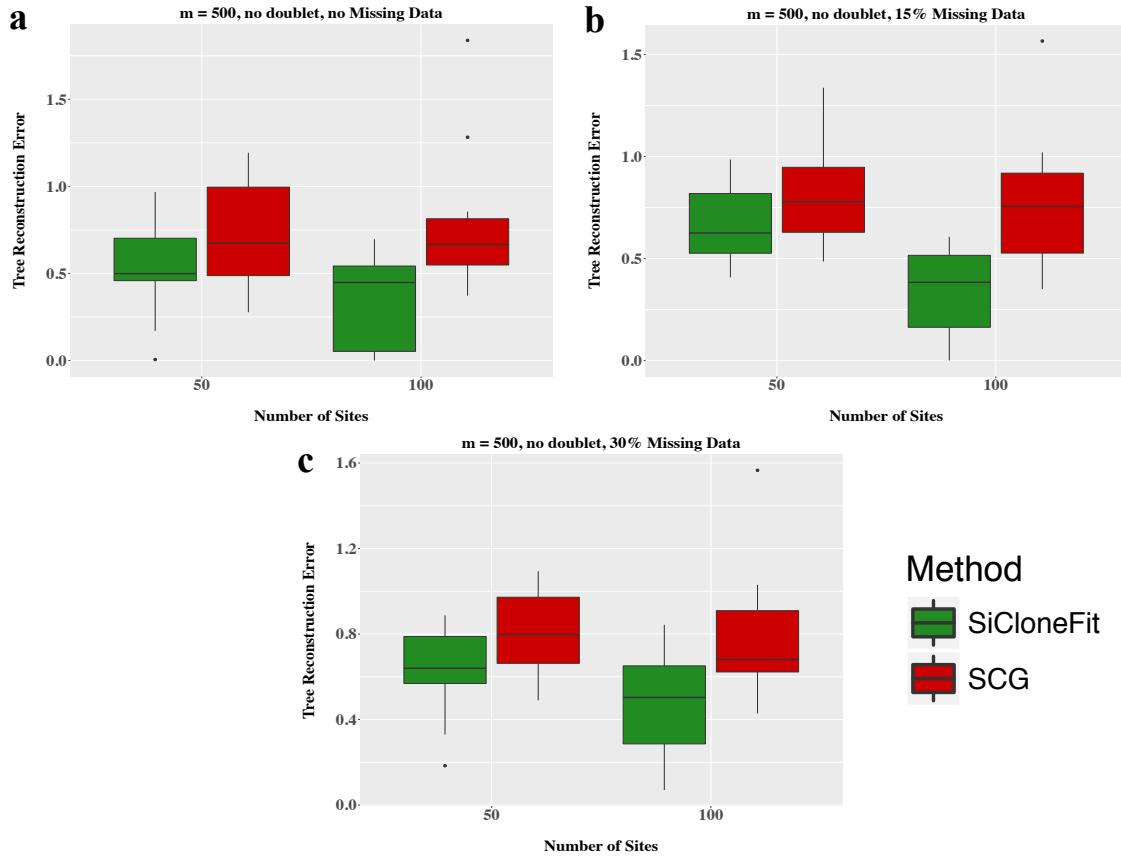 a
m = 500, no doublet, no Missing Data
Tree Reconstruction Error
1.5
1.0
0.5
0.0
50
100
Number of Sites
b
m = 500, no doublet, 15% Missing Data
Tree Reconstruction Error
1.5
1.0
0.5
0.0
50
100
Number of Sites
c
m = 500, no doublet, 30% Missing Data
Tree Reconstruction Error
1.6
1.2
0.8
0.4
0.0
50
100
Number of Sites
Method
SiCloneFit
SCG